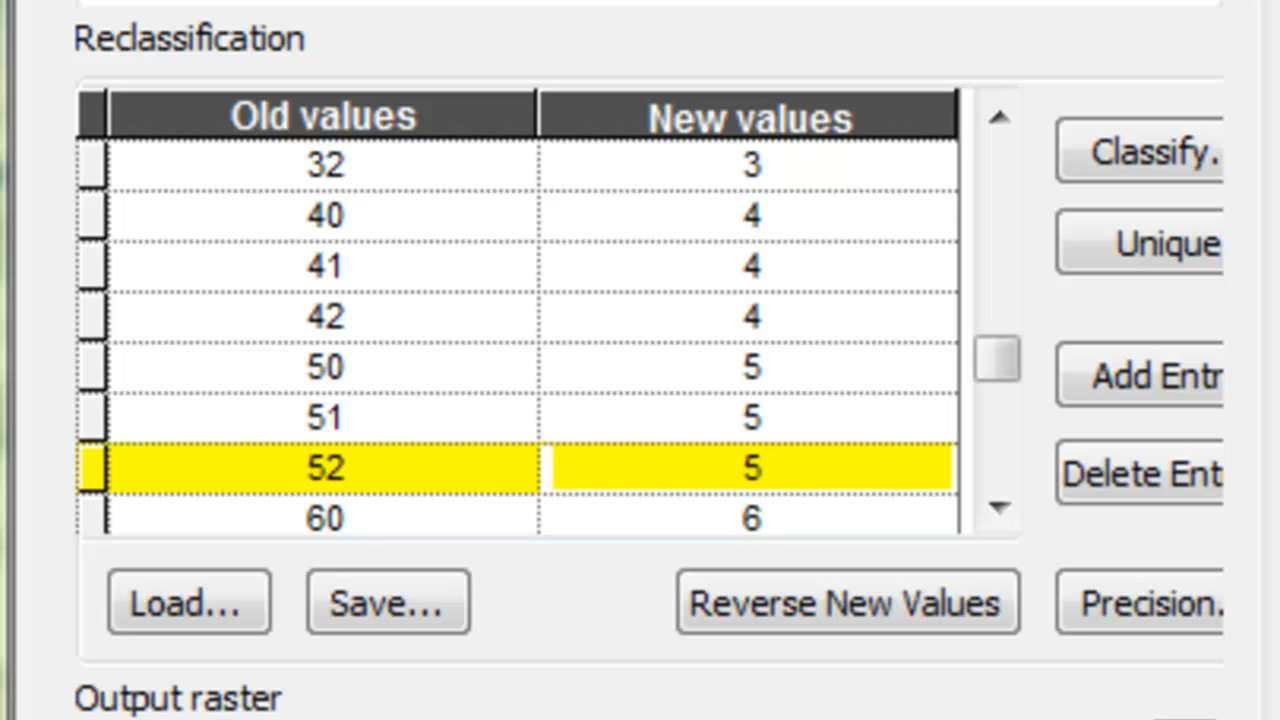 Reclassification
Old values New values
32 3
40 4
41 4
42 4
50 5
51 5
52 5
60 6
Classify.
Unique
Add Entr
Delete Ent
Load... Save... Reverse New Values Precision.
Output raster